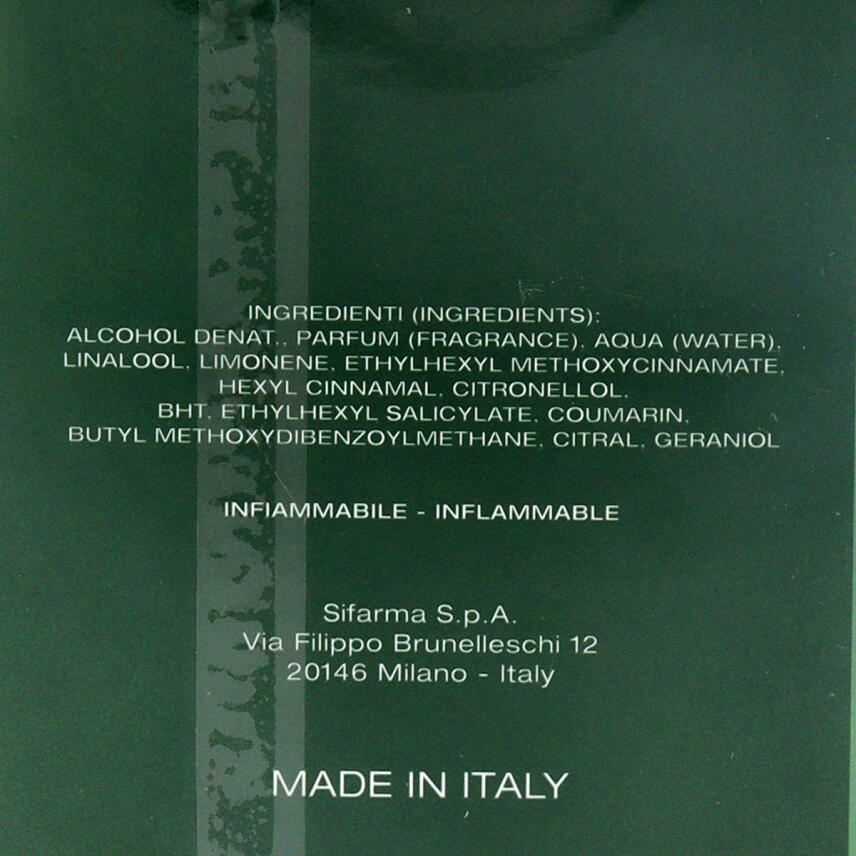 INGREDIENTI (INGREDIENTS):
ALCOHOL DENAT., PARFUM (FRAGRANCE), AQUA (WATER),
LINALOOL, LIMONENE, ETHYLHEXYL METHOXYCINNAMATE,
HEXYL CINNAMAL, CITRONELLOL,
BHT, ETHYLHEXYL SALICYLATE, COUMARIN,
BUTYL METHOXYDIBENZOYLMETHANE, CITRAL, GERANIOL
INFIAMMABILE - INFLAMMABLE
Sifarma S.p.A.
Via Filippo Brunelleschi 12
20146 Milano - Italy
MADE IN ITALY